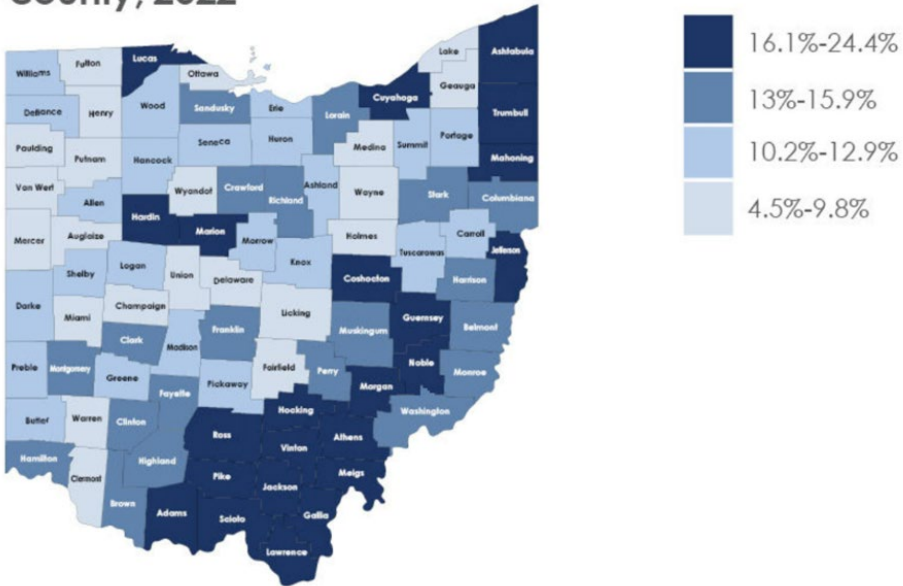 County, 2022
16.1%-24.4%
13%-15.9%
10.2%-12.9%
4.5%-9.8%
Williams
Fulton
Lucas
Ottawa
Lake
Ashtabula
Geauga
Defiance
Henry
Wood
Sandusky
Erie
Lorain
Cuyahoga
Trumbull
Paulding
Putnam
Hancock
Seneca
Huron
Medina
Summit
Portage
Mahoning
Van Wert
Allen
Wyandot
Crawford
Richland
Ashland
Wayne
Stark
Columbiana
Mercer
Auglaize
Hardin
Marion
Morrow
Holmes
Tuscarawas
Carroll
Jefferson
Shelby
Logan
Union
Delaware
Knox
Coshocton
Harrison
Darke
Miami
Champaign
Licking
Muskingum
Guernsey
Belmont
Clark
Madison
Franklin
Preble
Montgomery
Greene
Fayette
Pickaway
Fairfield
Perry
Morgan
Noble
Monroe
Butler
Warren
Clinton
Ross
Hocking
Athens
Washington
Hamilton
Clermont
Highland
Vinton
Pike
Jackson
Meigs
Brown
Adams
Scioto
Gallia
Lawrence